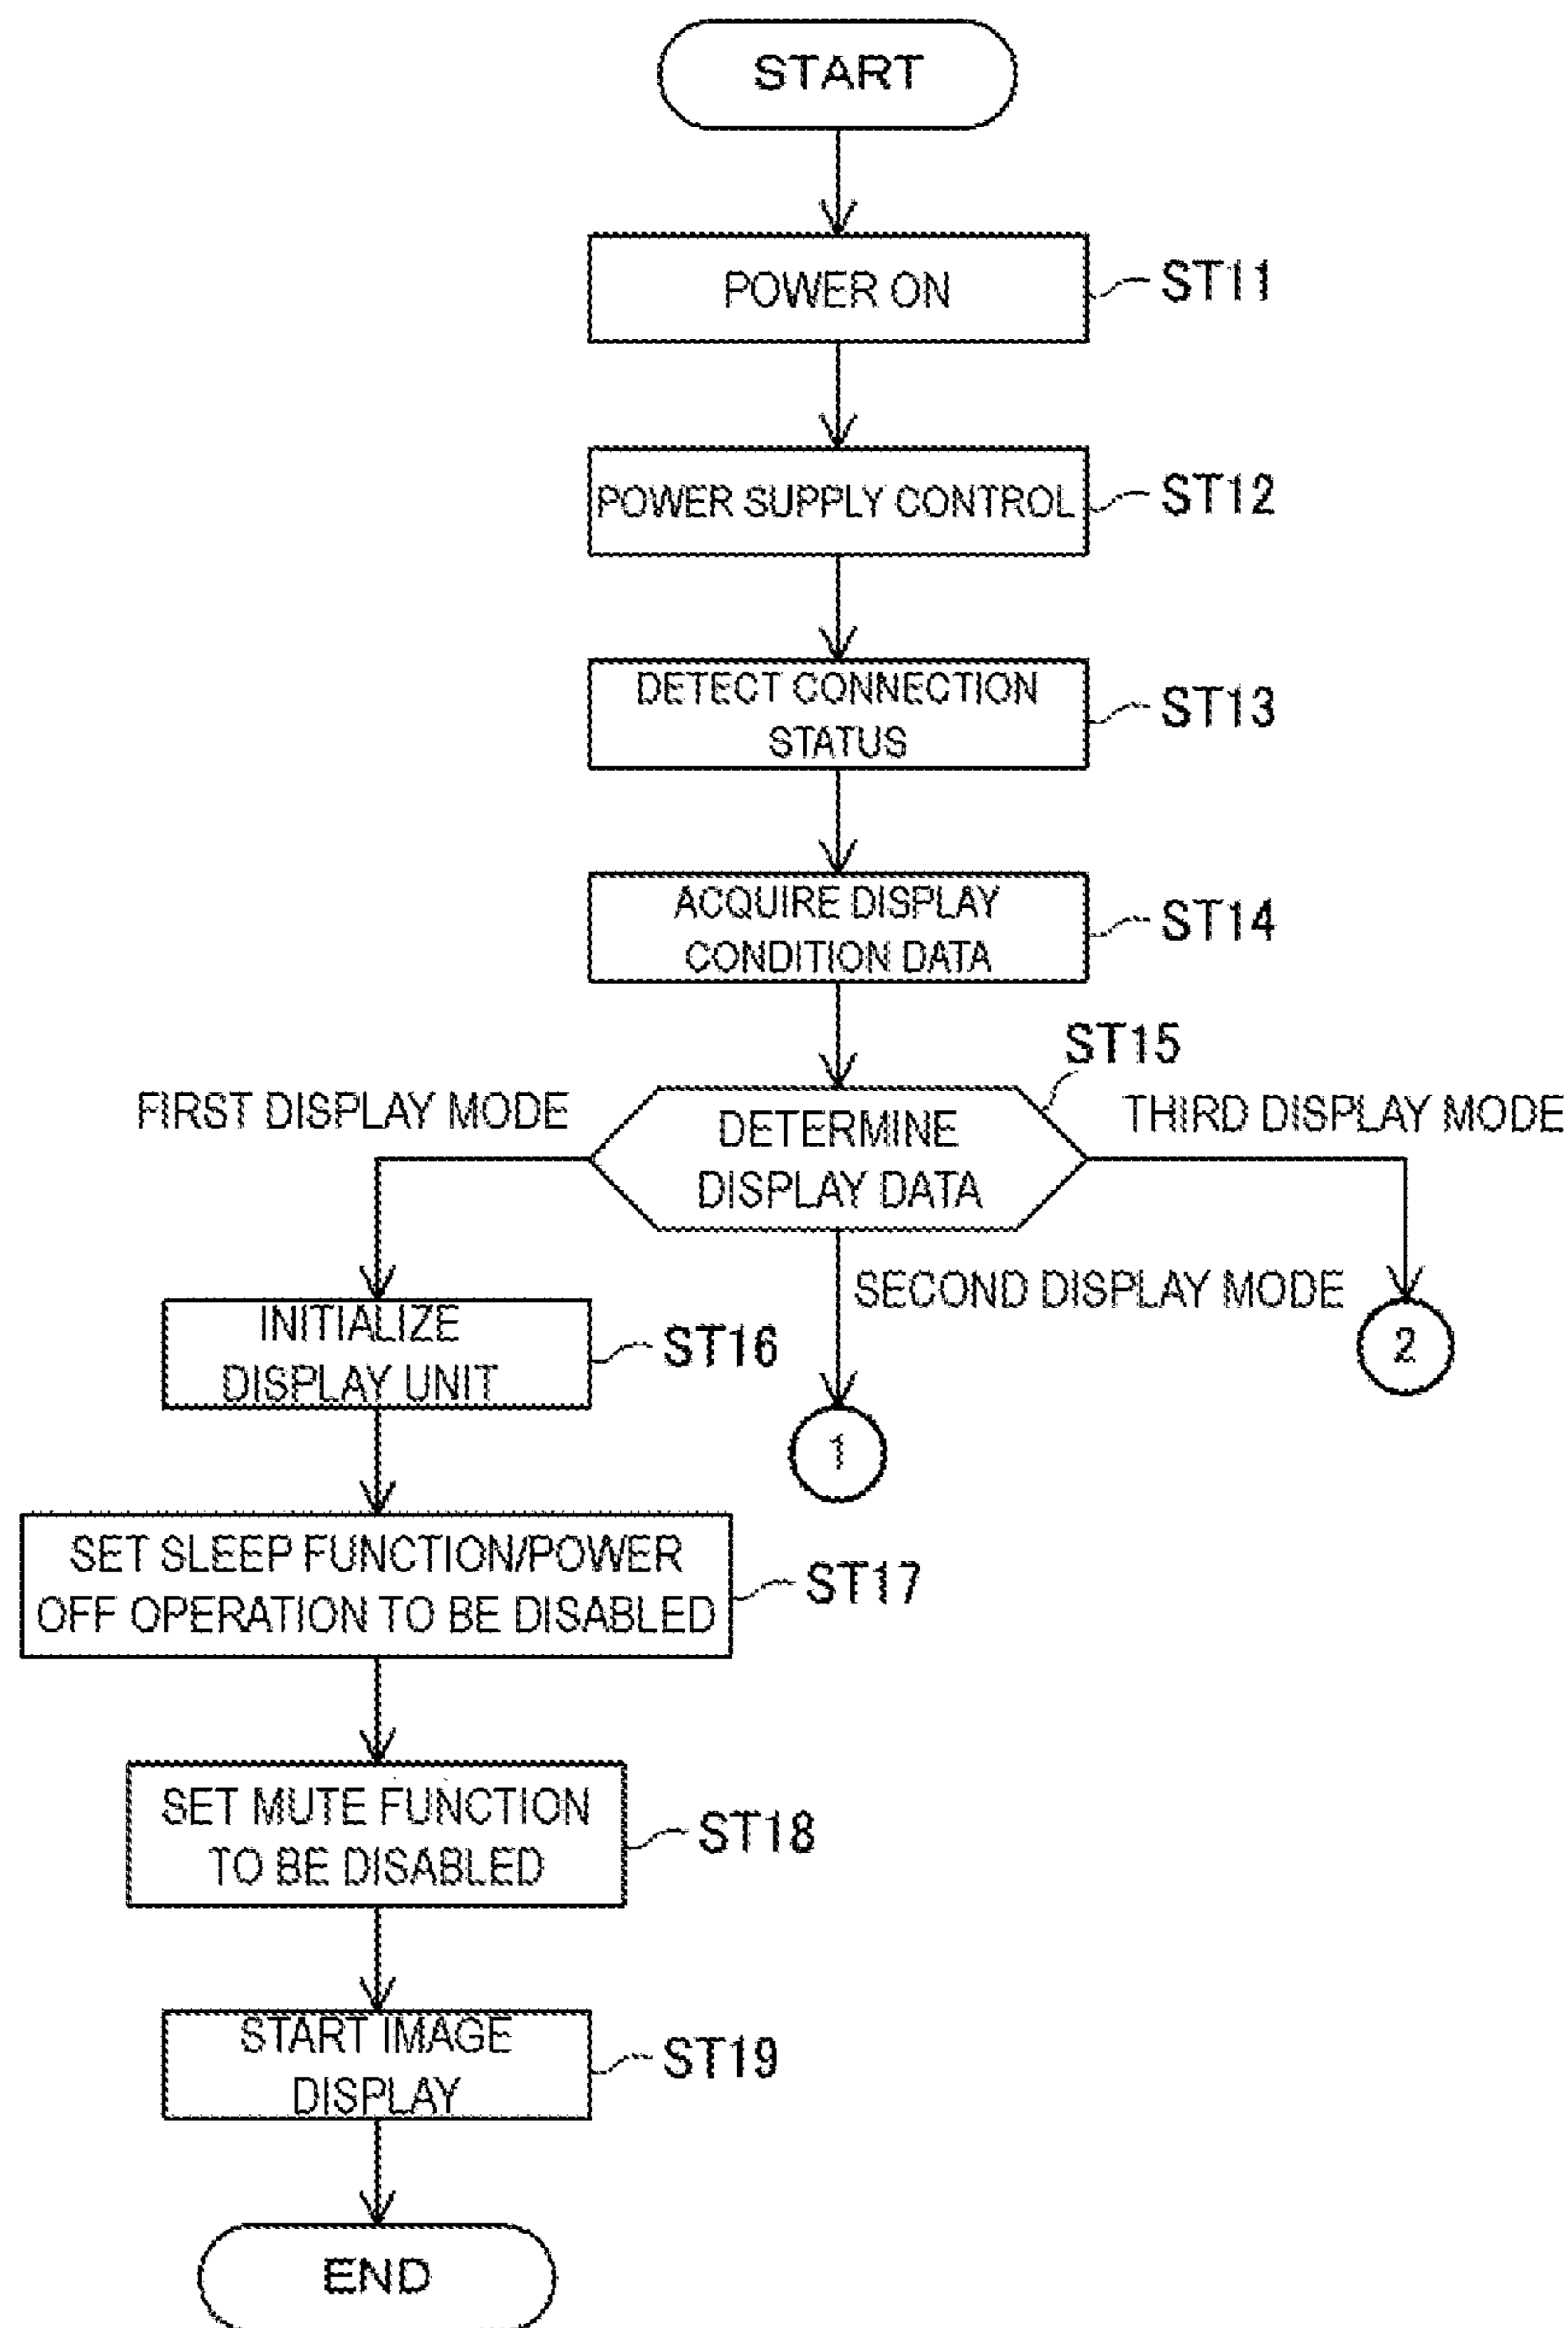 START
POWER ON
ST11
POWER SUPPLY CONTROL
ST12
DETECT CONNECTION
STATUS
ST13
ACQUIRE DISPLAY
CONDITION DATA
ST14
ST15
FIRST DISPLAY MODE
DETERMINE
DISPLAY DATA
THIRD DISPLAY MODE
SECOND DISPLAY MODE
INITIALIZE
DISPLAY UNIT
ST16
2
1
SET SLEEP FUNCTION/POWER
OFF OPERATION TO BE DISABLED
ST17
SET MUTE FUNCTION
TO BE DISABLED
ST18
START IMAGE
DISPLAY
ST19
END